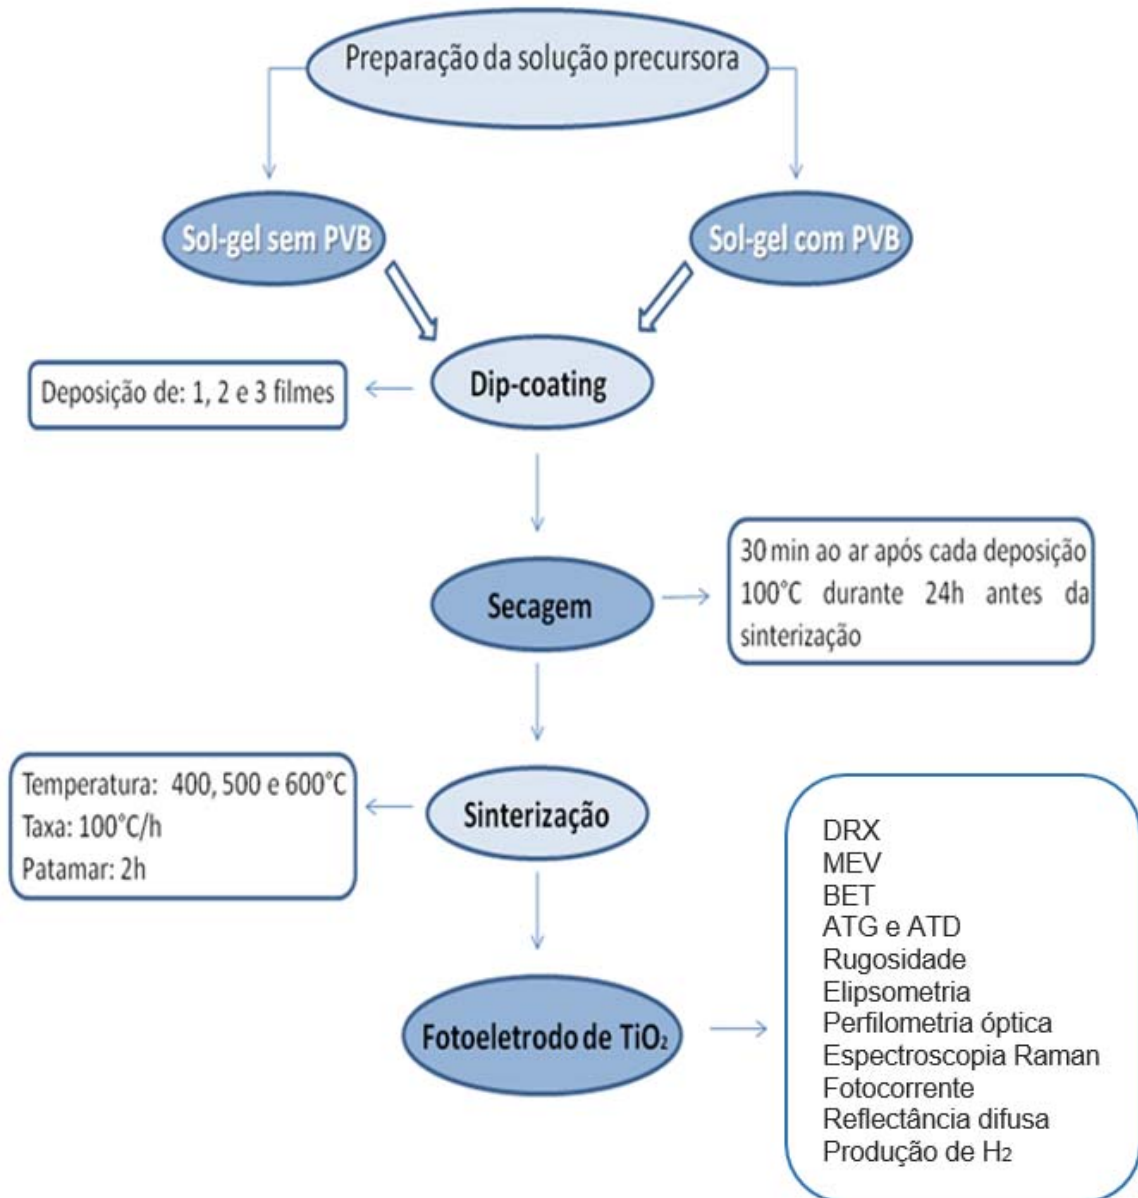 Preparação da solução precursora
Sol-gel sem PVB
Sol-gel com PVB
Dip-coating
Deposição de: 1, 2 e 3 filmes
Secagem
30 min ao ar após cada deposição
100°C durante 24h antes da
sinterização
Sinterização
Temperatura: 400, 500 e 600°C
Taxa: 100°C/h
Patamar: 2h
Fotoeletrodo de TiO₂
DRX
MEV
BET
ATG e ATD
Rugosidade
Elipsometria
Perfilometria óptica
Espectroscopia Raman
Fotocorrente
Reflectância difusa
Produção de H₂